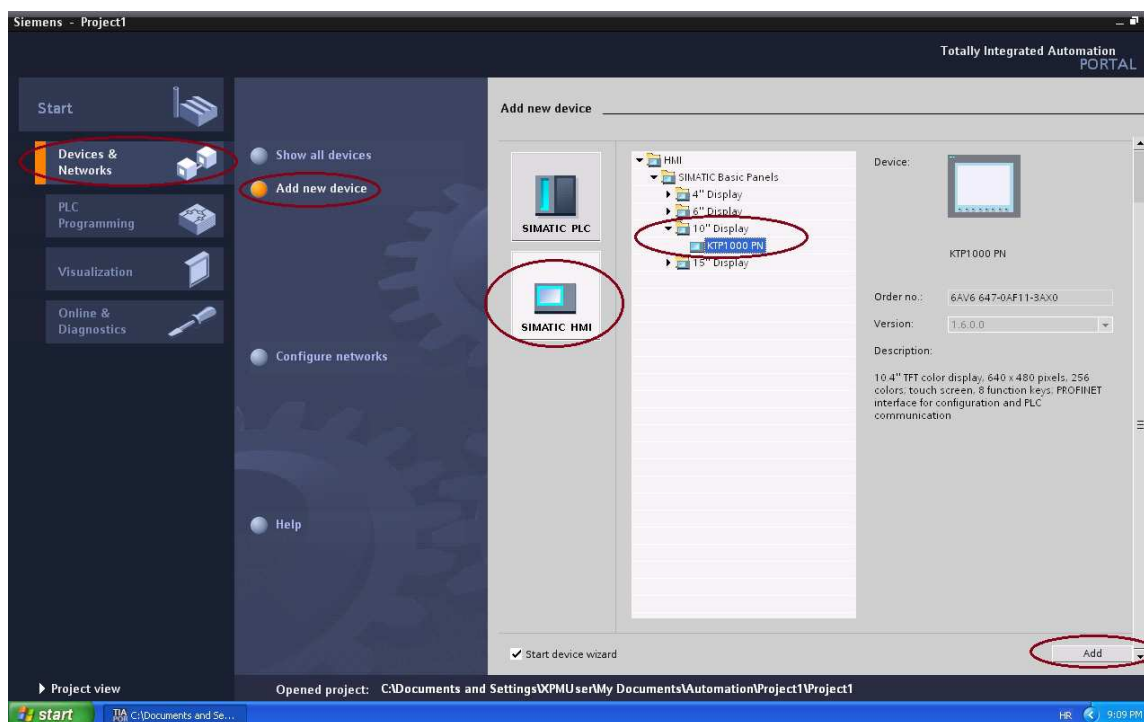 Siemens - Project1
Totally Integrated Automation
PORTAL
Start
Devices &
Networks
PLC
Programming
Visualization
Online &
Diagnostics
Project view
Show all devices
Add new device
Configure networks
Help
Add new device
SIMATIC PLC
SIMATIC HMI
HMI
SIMATIC Basic Panels
4" Display
6" Display
10" Display
KTP1000 PN
15" Display
Device:
KTP1000 PN
Order no.: 6AV6 647-0AF11-3AX0
Version: 1.6.0.0
Description:
10.4" TFT color display, 640 x 480 pixels, 256
colors; touch screen, 8 function keys; PROFINET
interface for configuration and PLC
communication
Start device wizard
Add
Opened project: C:\Documents and Settings\XPMUser\My Documents\Automation\Project1\Project1
start
TIA
C:\Documents and Se...
HR
9:09 PM